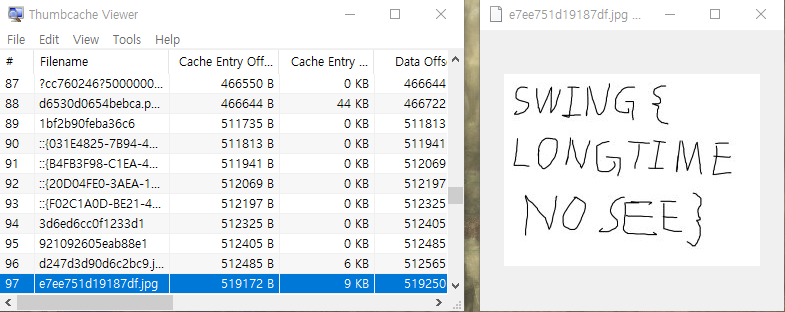 Thumbcache Viewer
File Edit View Tools Help
# Filename Cache Entry Off... Cache Entry ... Data Offs
87 ?cc760246?5000000... 466550 B 0 KB 466644
88 d6530d0654bebca.p... 466644 B 44 KB 466722
89 1bf2b90feba36c6 511735 B 0 KB 511813
90 ::{031E4825-7B94-4... 511813 B 0 KB 511941
91 ::{B4FB3F98-C1EA-4... 511941 B 0 KB 512069
92 ::{20D04FE0-3AEA-1... 512069 B 0 KB 512197
93 ::{F02C1A0D-BE21-4... 512197 B 0 KB 512325
94 3d6ed6cc0f1233d1 512325 B 0 KB 512405
95 921092605eab88e1 512405 B 0 KB 512485
96 d247d3d90d6c2bc9.j... 512485 B 6 KB 512565
97 e7ee751d19187df.jpg 519172 B 9 KB 519250
e7ee751d19187df.jpg ...
SWING {
LONGTIME
NO SEE}